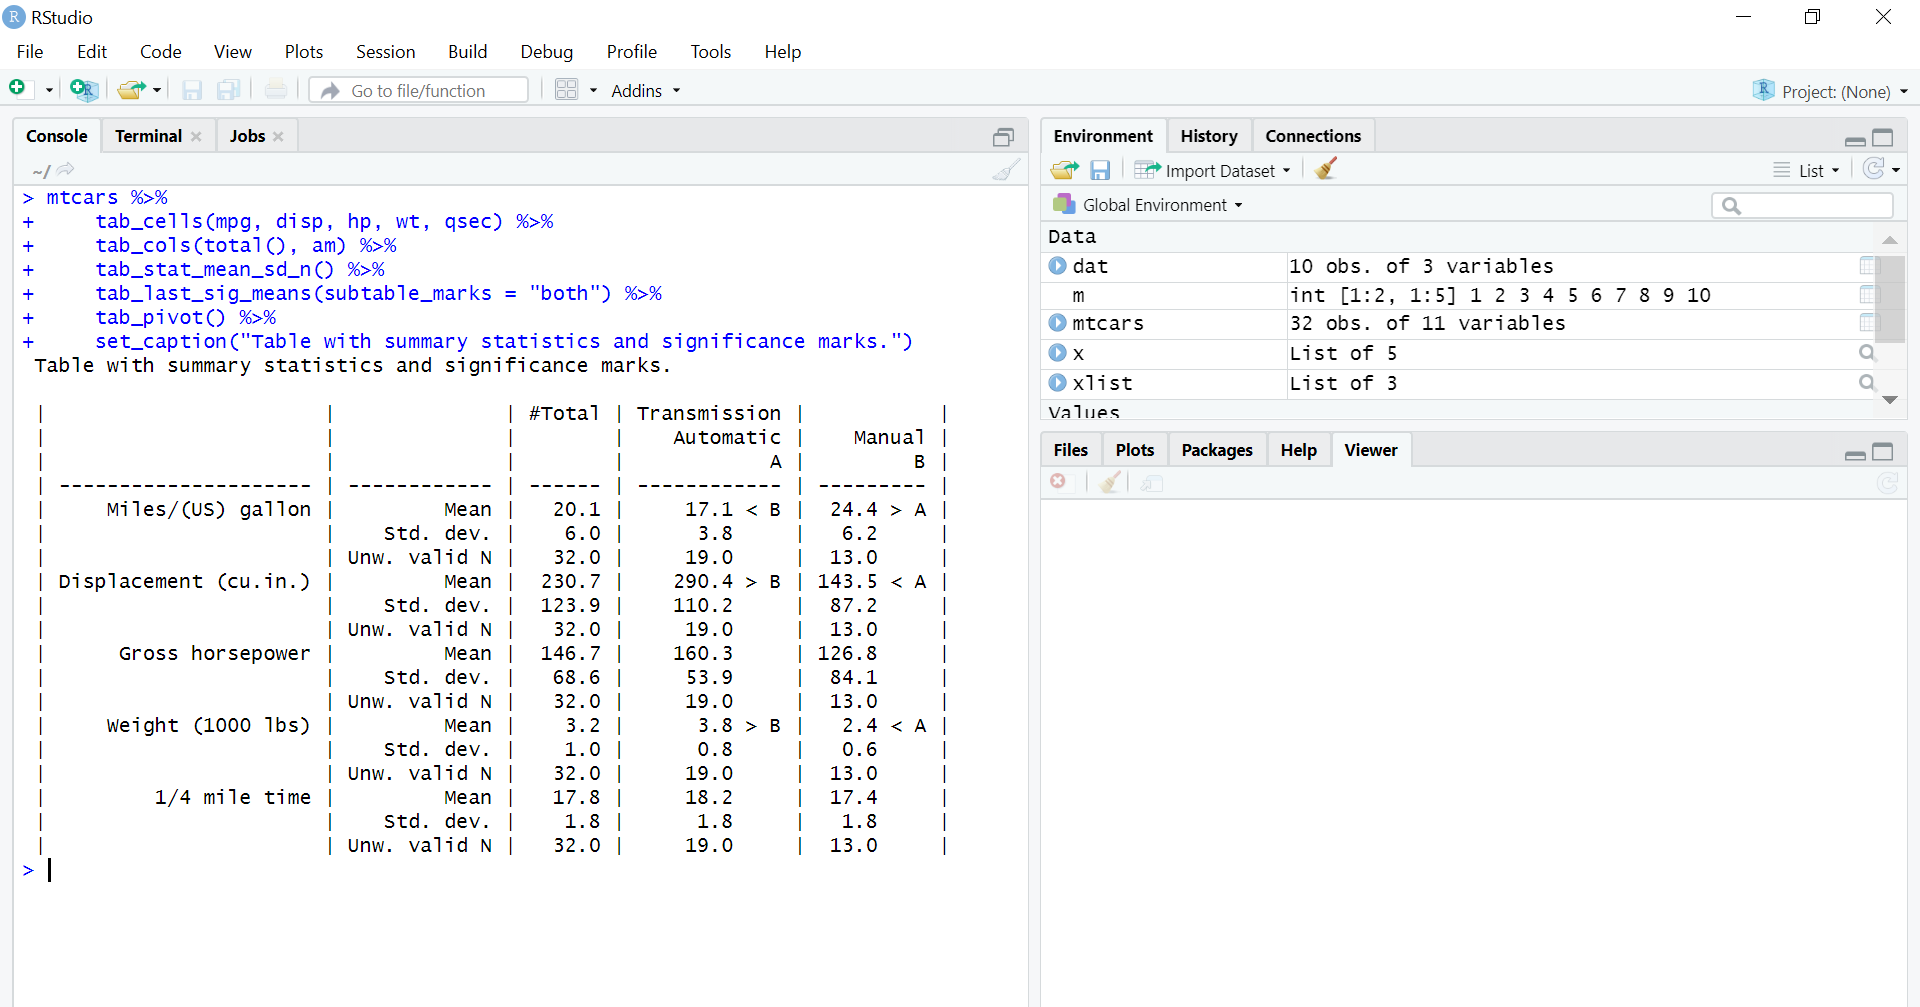 RStudio
File Edit Code View Plots Session Build Debug Profile Tools Help
Go to file/function Addins Project: (None)
Console Terminal Jobs
~/
> mtcars %>%
+     tab_cells(mpg, disp, hp, wt, qsec) %>%
+     tab_cols(total(), am) %>%
+     tab_stat_mean_sd_n() %>%
+     tab_last_sig_means(subtable_marks = "both") %>%
+     tab_pivot() %>%
+     set_caption("Table with summary statistics and significance marks.")
Table with summary statistics and significance marks.
|                       |              | #Total | Transmission |           |
|                       |              |        |    Automatic |    Manual |
|                       |              |        |            A |         B |
| --------------------- | ------------ | ------ | ------------ | --------- |
|     Miles/(US) gallon |         Mean |   20.1 |     17.1 < B |  24.4 > A |
|                       |    Std. dev. |    6.0 |      3.8     |   6.2     |
|                       | Unw. valid N |   32.0 |     19.0     |  13.0     |
| Displacement (cu.in.) |         Mean |  230.7 |    290.4 > B | 143.5 < A |
|                       |    Std. dev. |  123.9 |    110.2     |  87.2     |
|                       | Unw. valid N |   32.0 |     19.0     |  13.0     |
|      Gross horsepower |         Mean |  146.7 |    160.3     | 126.8     |
|                       |    Std. dev. |   68.6 |     53.9     |  84.1     |
|                       | Unw. valid N |   32.0 |     19.0     |  13.0     |
|     Weight (1000 lbs) |         Mean |    3.2 |      3.8 > B |   2.4 < A |
|                       |    Std. dev. |    1.0 |      0.8     |   0.6     |
|                       | Unw. valid N |   32.0 |     19.0     |  13.0     |
|         1/4 mile time |         Mean |   17.8 |     18.2     |  17.4     |
|                       |    Std. dev. |    1.8 |      1.8     |   1.8     |
|                       | Unw. valid N |   32.0 |     19.0     |  13.0     |
>
Environment History Connections
Import Dataset List
Global Environment
Data
dat 10 obs. of 3 variables
m int [1:2, 1:5] 1 2 3 4 5 6 7 8 9 10
mtcars 32 obs. of 11 variables
x List of 5
xlist List of 3
Values
Files Plots Packages Help Viewer